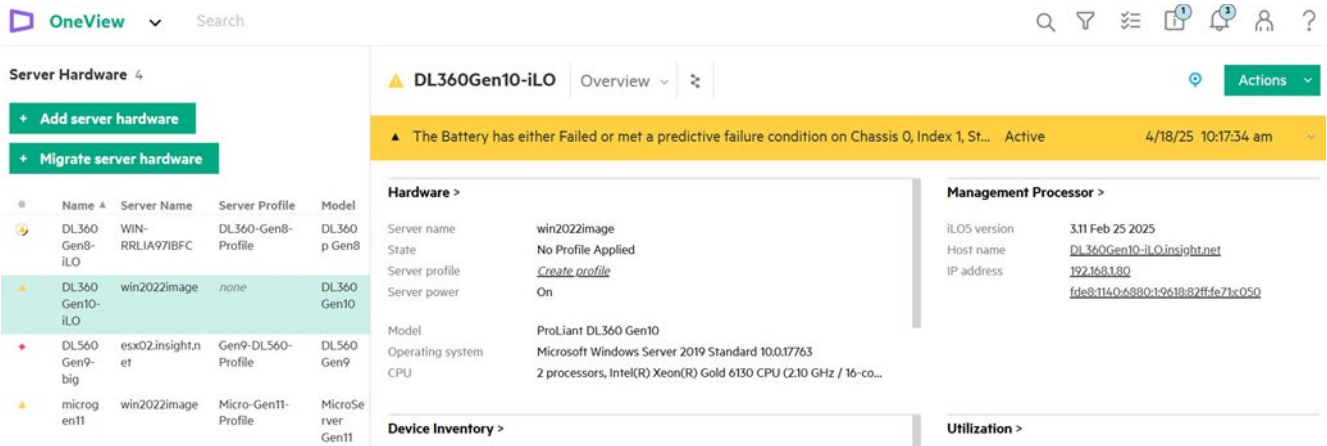 OneView
Search
1
3
?
Server Hardware 4
+ Add server hardware
+ Migrate server hardware
Name Server Name Server Profile Model
DL360 WIN- DL360-Gen8- DL360
Gen8- RRLIA97IBFC Profile p Gen8
iLO
DL360 win2022image none DL360
Gen10- Gen10
iLO
DL560 esx02.insight.n Gen9-DL560- DL560
Gen9- et Profile Gen9
big
microg win2022image Micro-Gen11- MicroSe
en11 Profile rver
Gen11
DL360Gen10-iLO Overview
Actions
The Battery has either Failed or met a predictive failure condition on Chassis 0, Index 1, St... Active 4/18/25 10:17:34 am
Hardware >
Server name win2022image
State No Profile Applied
Server profile Create profile
Server power On
Model ProLiant DL360 Gen10
Operating system Microsoft Windows Server 2019 Standard 10.0.17763
CPU 2 processors, Intel(R) Xeon(R) Gold 6130 CPU (2.10 GHz / 16-co...
Device Inventory >
Management Processor >
iLO5 version 3.11 Feb 25 2025
Host name DL360Gen10-iLO.insight.net
IP address 192.168.1.80
fde8:1140:6880:1:9618:82ff:fe71:c050
Utilization >